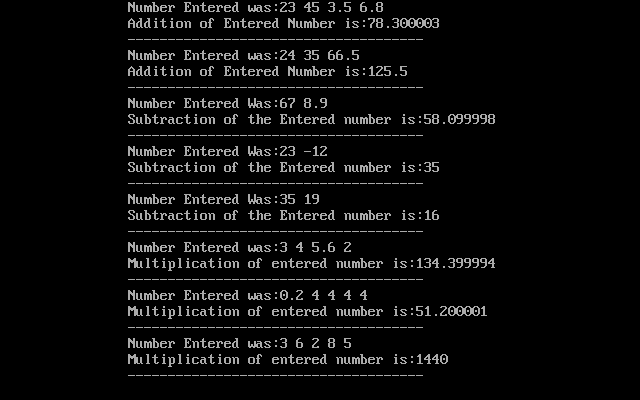 Number Entered was:23 45 3.5 6.8
Addition of Entered Number is:78.300003
-------------------------------------
Number Entered was:24 35 66.5
Addition of Entered Number is:125.5
-------------------------------------
Number Entered Was:67 8.9
Subtraction of the Entered number is:58.099998
-------------------------------------
Number Entered Was:23 -12
Subtraction of the Entered number is:35
-------------------------------------
Number Entered Was:35 19
Subtraction of the Entered number is:16
-------------------------------------
Number Entered was:3 4 5.6 2
Multiplication of entered number is:134.399994
-------------------------------------
Number Entered was:0.2 4 4 4 4
Multiplication of entered number is:51.200001
-------------------------------------
Number Entered was:3 6 2 8 5
Multiplication of entered number is:1440
-------------------------------------